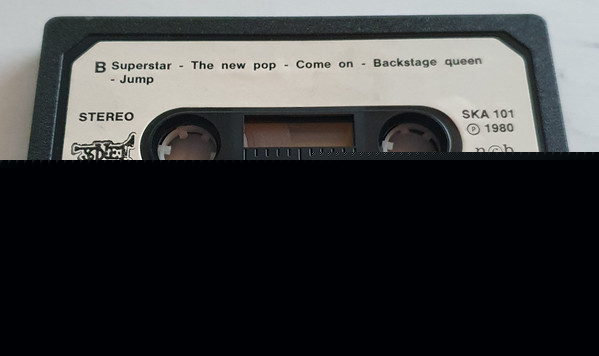 B Superstar - The new pop - Come on - Backstage queen
- Jump
STEREO
SKA 101
Ⓟ 1980
n©b